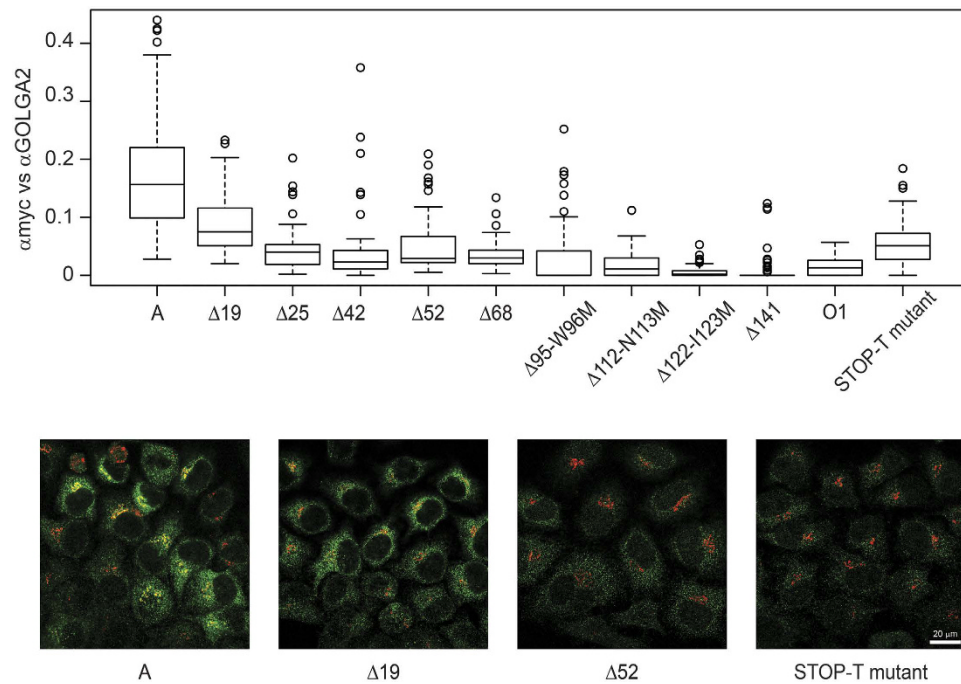 αmyc vs αGOLGA2
0.4
0.3
0.2
0.1
0
A
Δ19
Δ25
Δ42
Δ52
Δ68
Δ95-W96M
Δ112-N113M
Δ122-I123M
Δ141
O1
STOP-T mutant
20 µm
A
Δ19
Δ52
STOP-T mutant